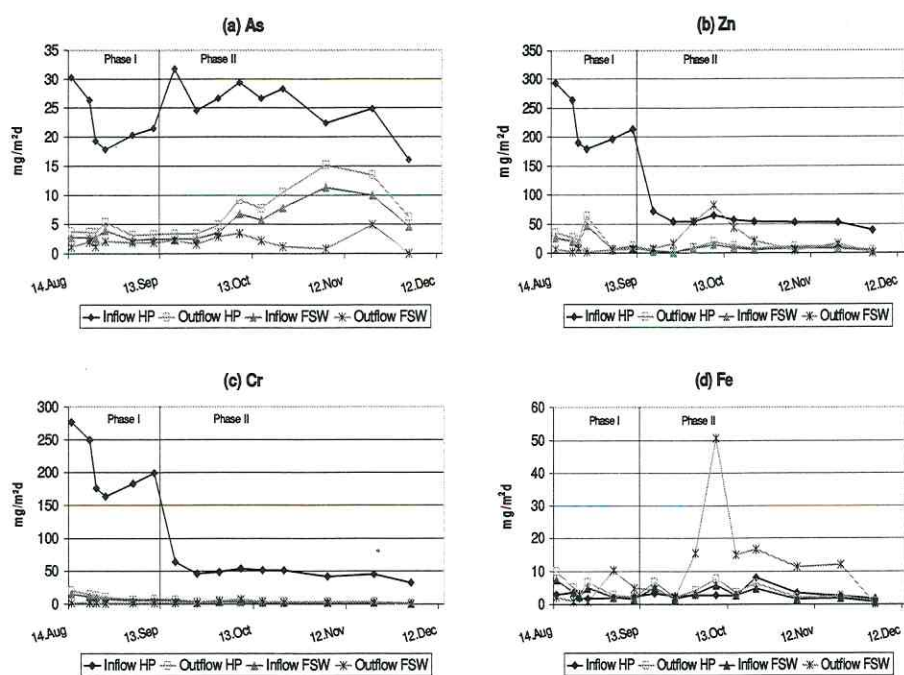 (a) As
Phase I
Phase II
mg/m²d
35
30
25
20
15
10
5
0
14.Aug
13.Sep
13.Oct
12.Nov
12.Dec
Inflow HP
Outflow HP
Inflow FSW
Outflow FSW
(b) Zn
Phase I
Phase II
mg/m²d
350
300
250
200
150
100
50
0
14.Aug
13.Sep
13.Oct
12.Nov
12.Dec
Inflow HP
Outflow HP
Inflow FSW
Outflow FSW
(c) Cr
Phase I
Phase II
mg/m²d
300
250
200
150
100
50
0
14.Aug
13.Sep
13.Oct
12.Nov
12.Dec
Inflow HP
Outflow HP
Inflow FSW
Outflow FSW
(d) Fe
Phase I
Phase II
mg/m²d
60
50
40
30
20
10
0
14.Aug
13.Sep
13.Oct
12.Nov
12.Dec
Inflow HP
Outflow HP
Inflow FSW
Outflow FSW